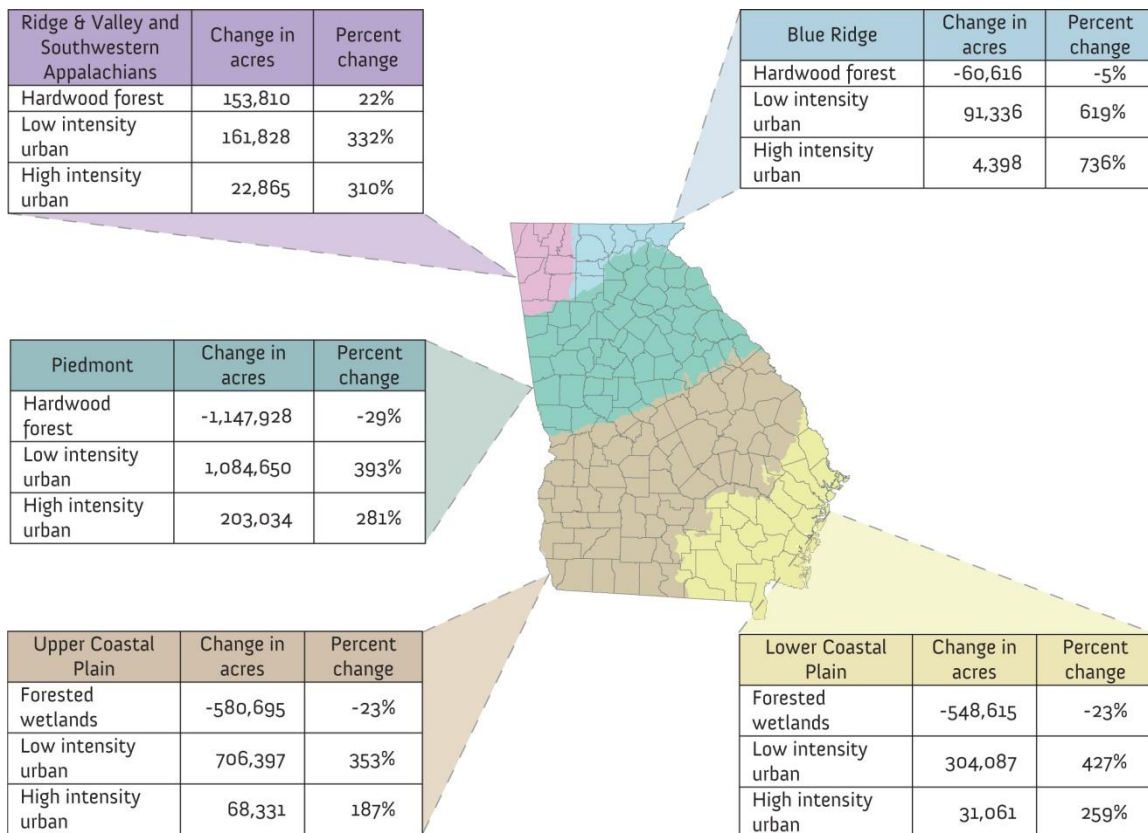 Ridge & Valley and
Southwestern
Appalachians
Change in
acres
Percent
change
Hardwood forest
153,810
22%
Low intensity
urban
161,828
332%
High intensity
urban
22,865
310%
Blue Ridge
Change in
acres
Percent
change
Hardwood forest
-60,616
-5%
Low intensity
urban
91,336
619%
High intensity
urban
4,398
736%
Piedmont
Change in
acres
Percent
change
Hardwood
forest
-1,147,928
-29%
Low intensity
urban
1,084,650
393%
High intensity
urban
203,034
281%
Upper Coastal
Plain
Change in
acres
Percent
change
Forested
wetlands
-580,695
-23%
Low intensity
urban
706,397
353%
High intensity
urban
68,331
187%
Lower Coastal
Plain
Change in
acres
Percent
change
Forested
wetlands
-548,615
-23%
Low intensity
urban
304,087
427%
High intensity
urban
31,061
259%